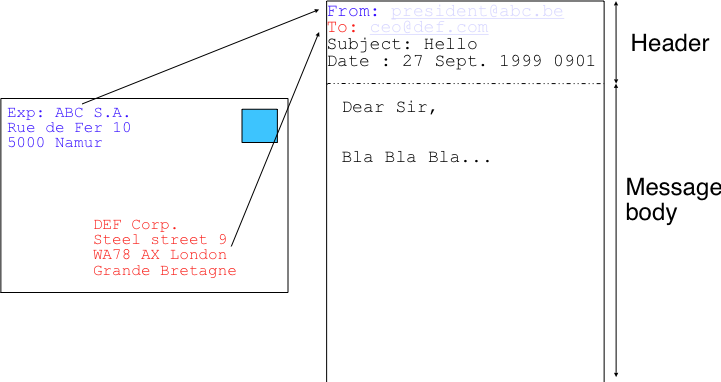 From: president@abc.be
To: ceo@def.com
Subject: Hello
Date : 27 Sept. 1999 0901
Header
Exp: ABC S.A.
Rue de Fer 10
5000 Namur
Dear Sir,
Bla Bla Bla...
Message
body
DEF Corp.
Steel street 9
WA78 AX London
Grande Bretagne